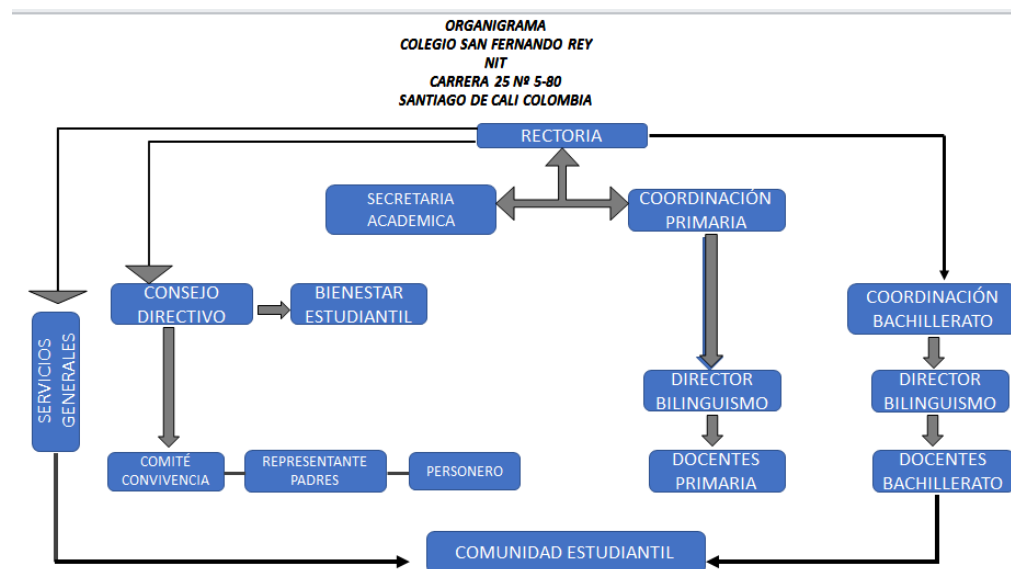 ORGANIGRAMA
COLEGIO SAN FERNANDO REY
NIT
CARRERA 25 Nº 5-80
SANTIAGO DE CALI COLOMBIA
RECTORIA
SECRETARIA
ACADEMICA
COORDINACIÓN
PRIMARIA
CONSEJO
DIRECTIVO
BIENESTAR
ESTUDIANTIL
COORDINACIÓN
BACHILLERATO
SERVICIOS
GENERALES
DIRECTOR
BILINGUISMO
DIRECTOR
BILINGUISMO
COMITÉ
CONVIVENCIA
REPRESENTANTE
PADRES
PERSONERO
DOCENTES
PRIMARIA
DOCENTES
BACHILLERATO
COMUNIDAD ESTUDIANTIL